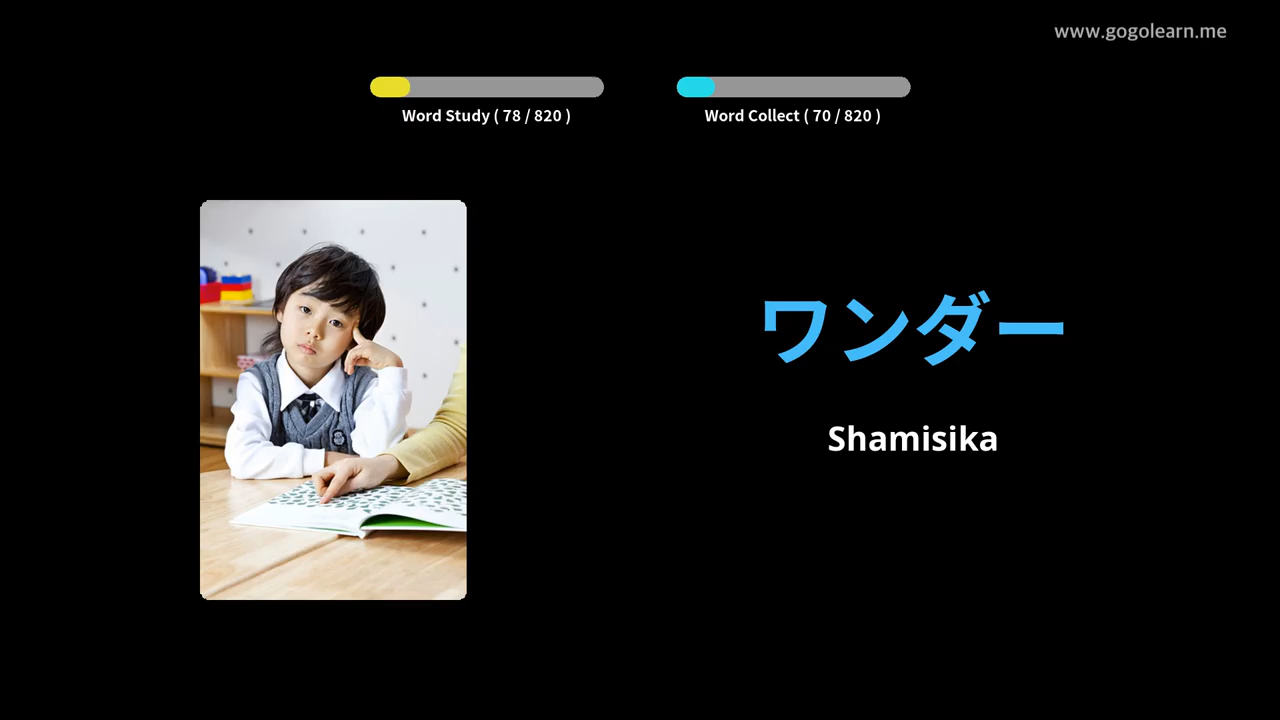 www.gogolearn.me
Word Study ( 78 / 820 )
Word Collect ( 70 / 820 )
ワンダー
Shamisika